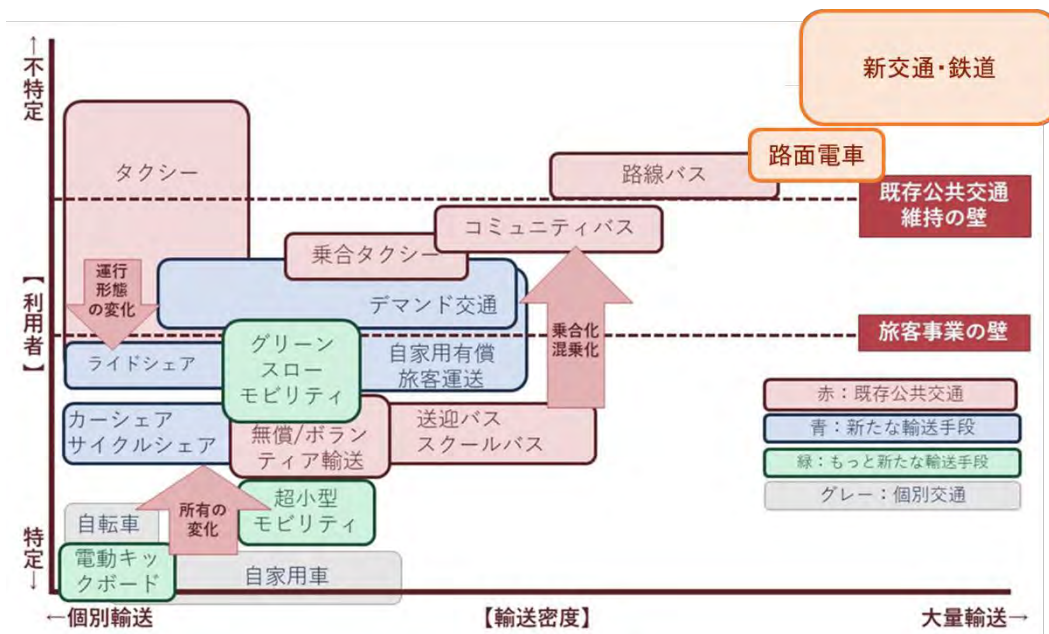 ↑不特定
【利用者】
特定↓
新交通・鉄道
路面電車
タクシー
路線バス
既存公共交通
維持の壁
コミュニティバス
乗合タクシー
運行
形態
の変化
デマンド交通
乗合化
混乗化
旅客事業の壁
グリーン
スロー
モビリティ
ライドシェア
自家用有償
旅客運送
カーシェア
サイクルシェア
無償/ボラン
ティア輸送
送迎バス
スクールバス
赤：既存公共交通
青：新たな輸送手段
緑：もっと新たな輸送手段
グレー：個別交通
所有の
変化
超小型
モビリティ
自転車
電動キッ
クボード
自家用車
←個別輸送
【輸送密度】
大量輸送→